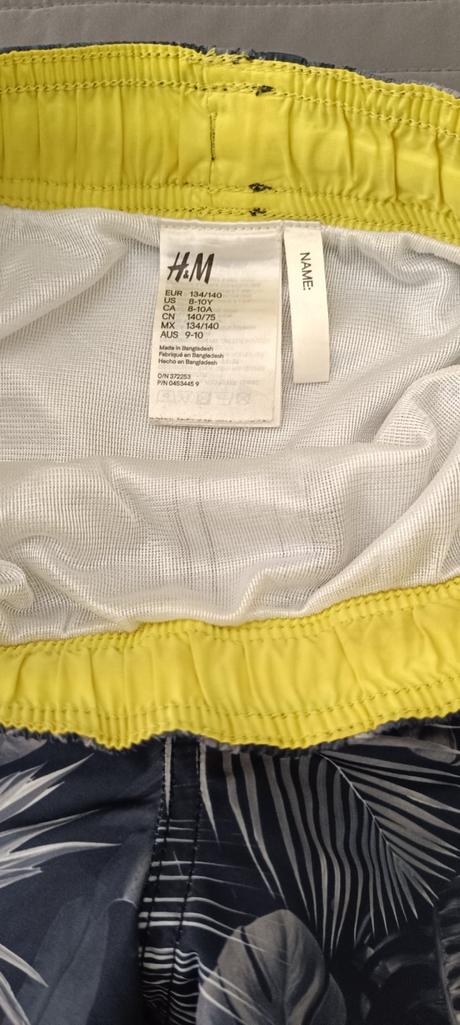 H&M
EUR 134/140
US 8-10Y
CA 8-10A
CN 140/75
MX 134/140
AUS 9-10
Made in Bangladesh
Fabriqué en Bangladesh
Hecho en Bangladesh
O/N 372253
P/N 0453445 9
NAME: